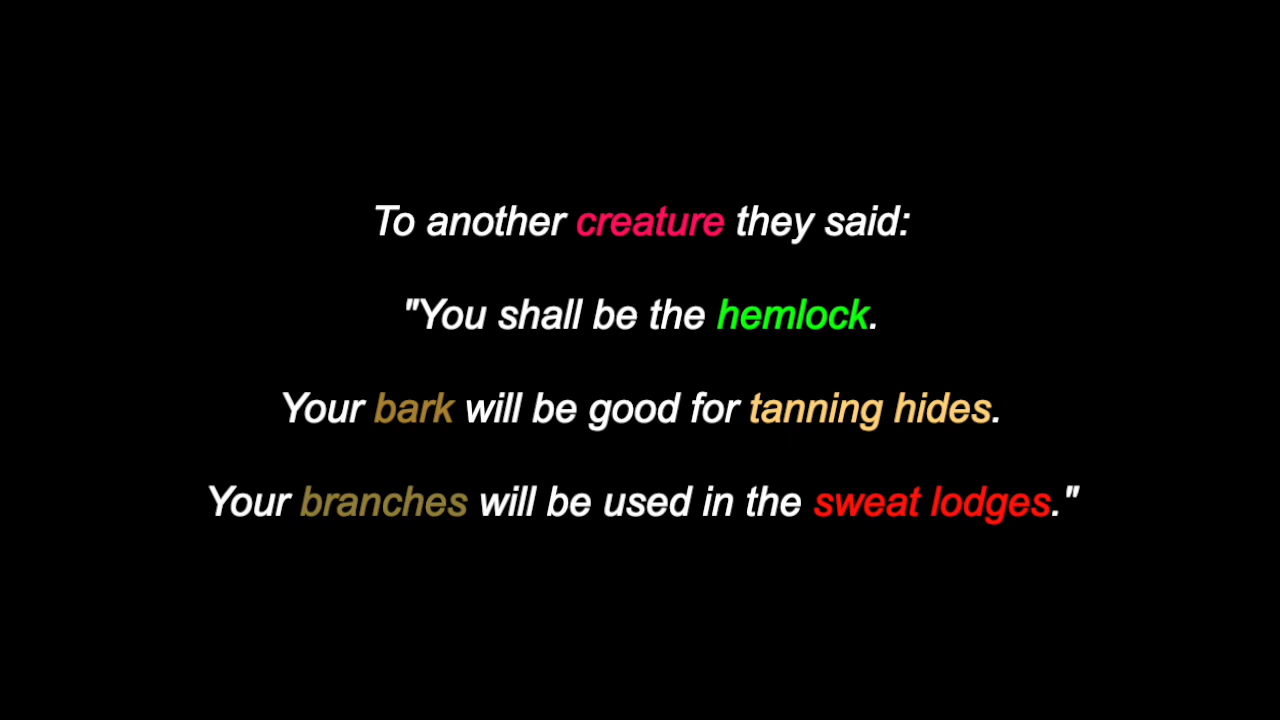 To another creature they said:
"You shall be the hemlock.
Your bark will be good for tanning hides.
Your branches will be used in the sweat lodges."